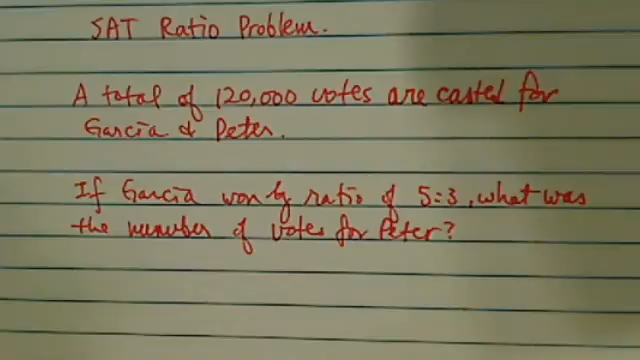 SAT Ratio Problem.
A total of 120,000 votes are casted for
Garcia & Peter.
If Garcia won by ratio of 5:3, what was
the number of votes for Peter?